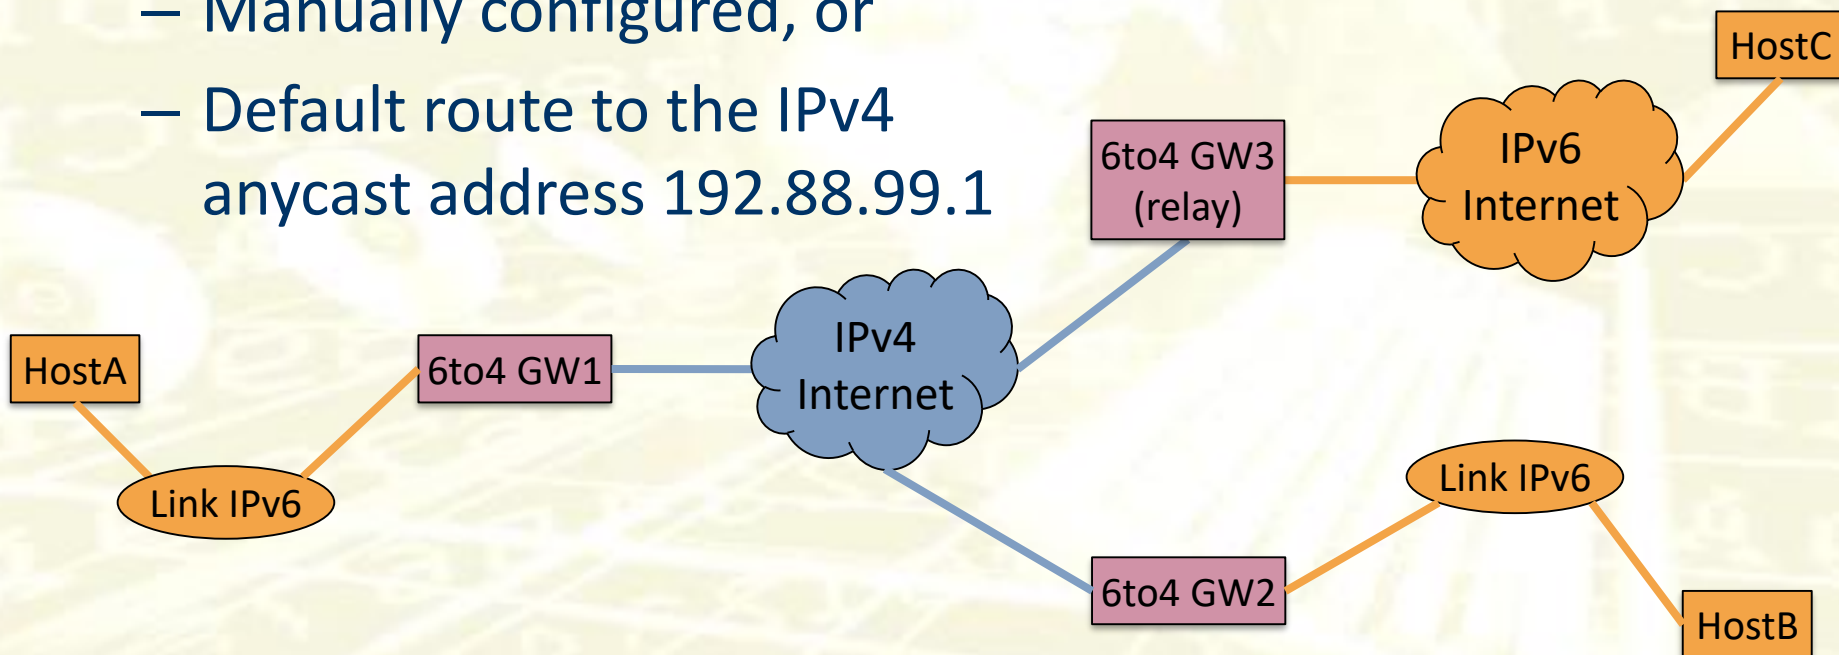 – Manually configured, or
– Default route to the IPv4
anycast address 192.88.99.1
HostC
IPv6
Internet
6to4 GW3
(relay)
IPv4
Internet
HostA
6to4 GW1
Link IPv6
Link IPv6
6to4 GW2
HostB